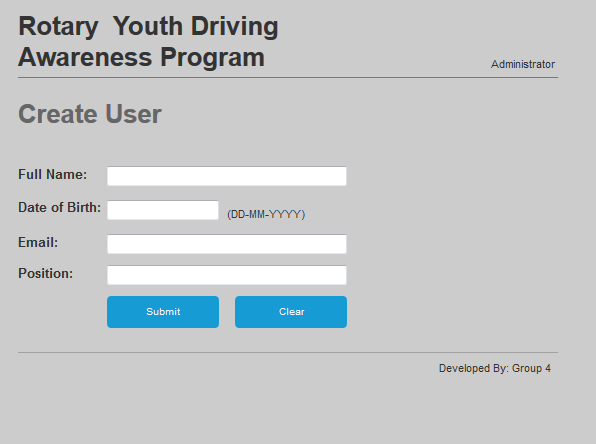 Rotary  Youth Driving
Awareness Program
Administrator
Create User
Full Name:
Date of Birth: (DD-MM-YYYY)
Email:
Position:
Submit Clear
Developed By: Group 4